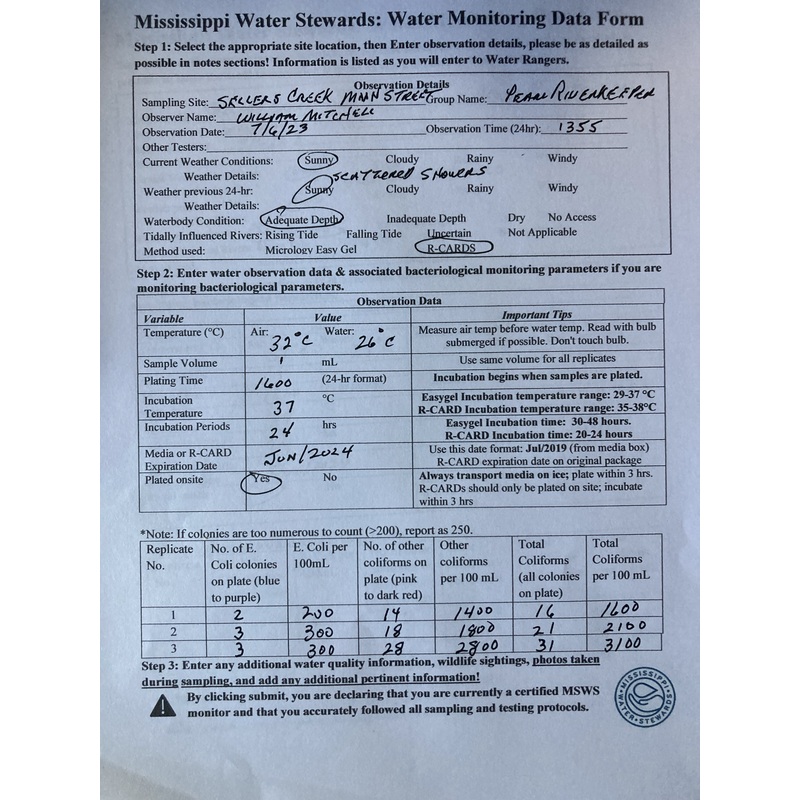 Mississippi Water Stewards: Water Monitoring Data Form
Step 1: Select the appropriate site location, then Enter observation details, please be as detailed as
possible in notes sections! Information is listed as you will enter to Water Rangers.
Observation Details
Sampling Site: SELLERS CREEK MAIN STREET Group Name: PEARL RIVERKEEPER
Observer Name: WILLIAM MITCHELL
Observation Date: 7/6/23 Observation Time (24hr): 1355
Other Testers:
Current Weather Conditions: Sunny Cloudy Rainy Windy
Weather Details: SCATTERED SHOWERS
Weather previous 24-hr: Sunny Cloudy Rainy Windy
Weather Details:
Waterbody Condition: Adequate Depth Inadequate Depth Dry No Access
Tidally Influenced Rivers: Rising Tide Falling Tide Uncertain Not Applicable
Method used: Micrology Easy Gel R-CARDS
Step 2: Enter water observation data & associated bacteriological monitoring parameters if you are
monitoring bacteriological parameters.
Observation Data
Variable Value Important Tips
Temperature (°C) Air: 32°C Water: 26°C Measure air temp before water temp. Read with bulb
submerged if possible. Don't touch bulb.
Sample Volume 1 mL Use same volume for all replicates
Plating Time 1600 (24-hr format) Incubation begins when samples are plated.
Incubation
Temperature 37 °C Easygel Incubation temperature range: 29-37 °C
R-CARD Incubation temperature range: 35-38°C
Incubation Periods 24 hrs Easygel Incubation time: 30-48 hours.
R-CARD Incubation time: 20-24 hours
Media or R-CARD
Expiration Date JUN/2024 Use this date format: Jul/2019 (from media box)
R-CARD expiration date on original package
Plated onsite Yes No Always transport media on ice; plate within 3 hrs.
R-CARDs should only be plated on site; incubate
within 3 hrs
*Note: If colonies are too numerous to count (>200), report as 250.
Replicate
No.
No. of E.
Coli colonies
on plate (blue
to purple)
E. Coli per
100mL
No. of other
coliforms on
plate (pink
to dark red)
Other
coliforms
per 100 mL
Total
Coliforms
(all colonies
on plate)
Total
Coliforms
per 100 mL
1 2 200 14 1400 16 1600
2 3 300 18 1800 21 2100
3 3 300 28 2800 31 3100
Step 3: Enter any additional water quality information, wildlife sightings, photos taken
during sampling, and add any additional pertinent information!
By clicking submit, you are declaring that you are currently a certified MSWS
monitor and that you accurately followed all sampling and testing protocols.
MISSISSIPPI
WATER STEWARDS